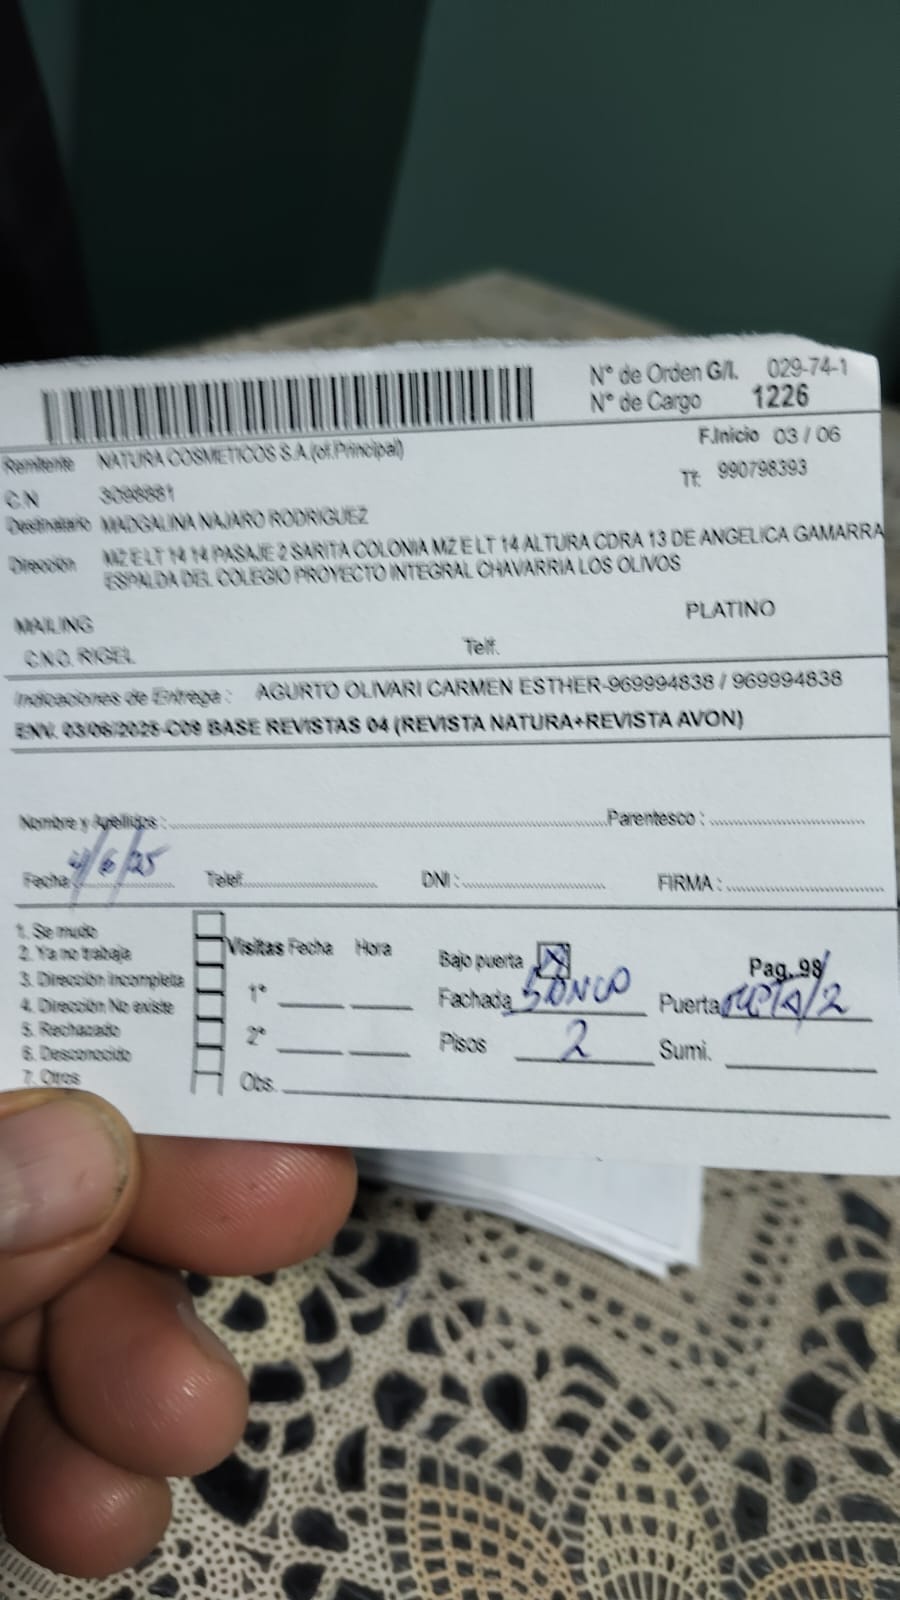 N° de Orden G/I. 029-74-1
N° de Cargo 1226
F.Inicio 03 / 06
Remitente NATURA COSMETICOS S.A.(of.Principal)
Tf: 990798393
C.N 3098881
Destinatario MADGALINA NAJARO RODRIGUEZ
Dirección MZ E LT 14 14 PASAJE 2 SARITA COLONIA MZ E LT 14 ALTURA CDRA 13 DE ANGELICA GAMARRA
ESPALDA DEL COLEGIO PROYECTO INTEGRAL CHAVARRIA LOS OLIVOS
MAILING PLATINO
C.N.O. RIGEL Telf.
Indicaciones de Entrega : AGURTO OLIVARI CARMEN ESTHER-969994838 / 969994838
ENV. 03/06/2025-C09 BASE REVISTAS 04 (REVISTA NATURA+REVISTA AVON)
Nombre y Apellidos : Parentesco :
Fecha 4/6/25 Telef. DNI : FIRMA :
1. Se mudo
2. Ya no trabaja
3. Dirección Incompleta
4. Dirección No existe
5. Rechazado
6. Desconocido
7. Otros
Visitas Fecha Hora
1°
2°
Obs.
Bajo puerta X Pag. 98
Fachada Puerta
Pisos 2 Sumi.